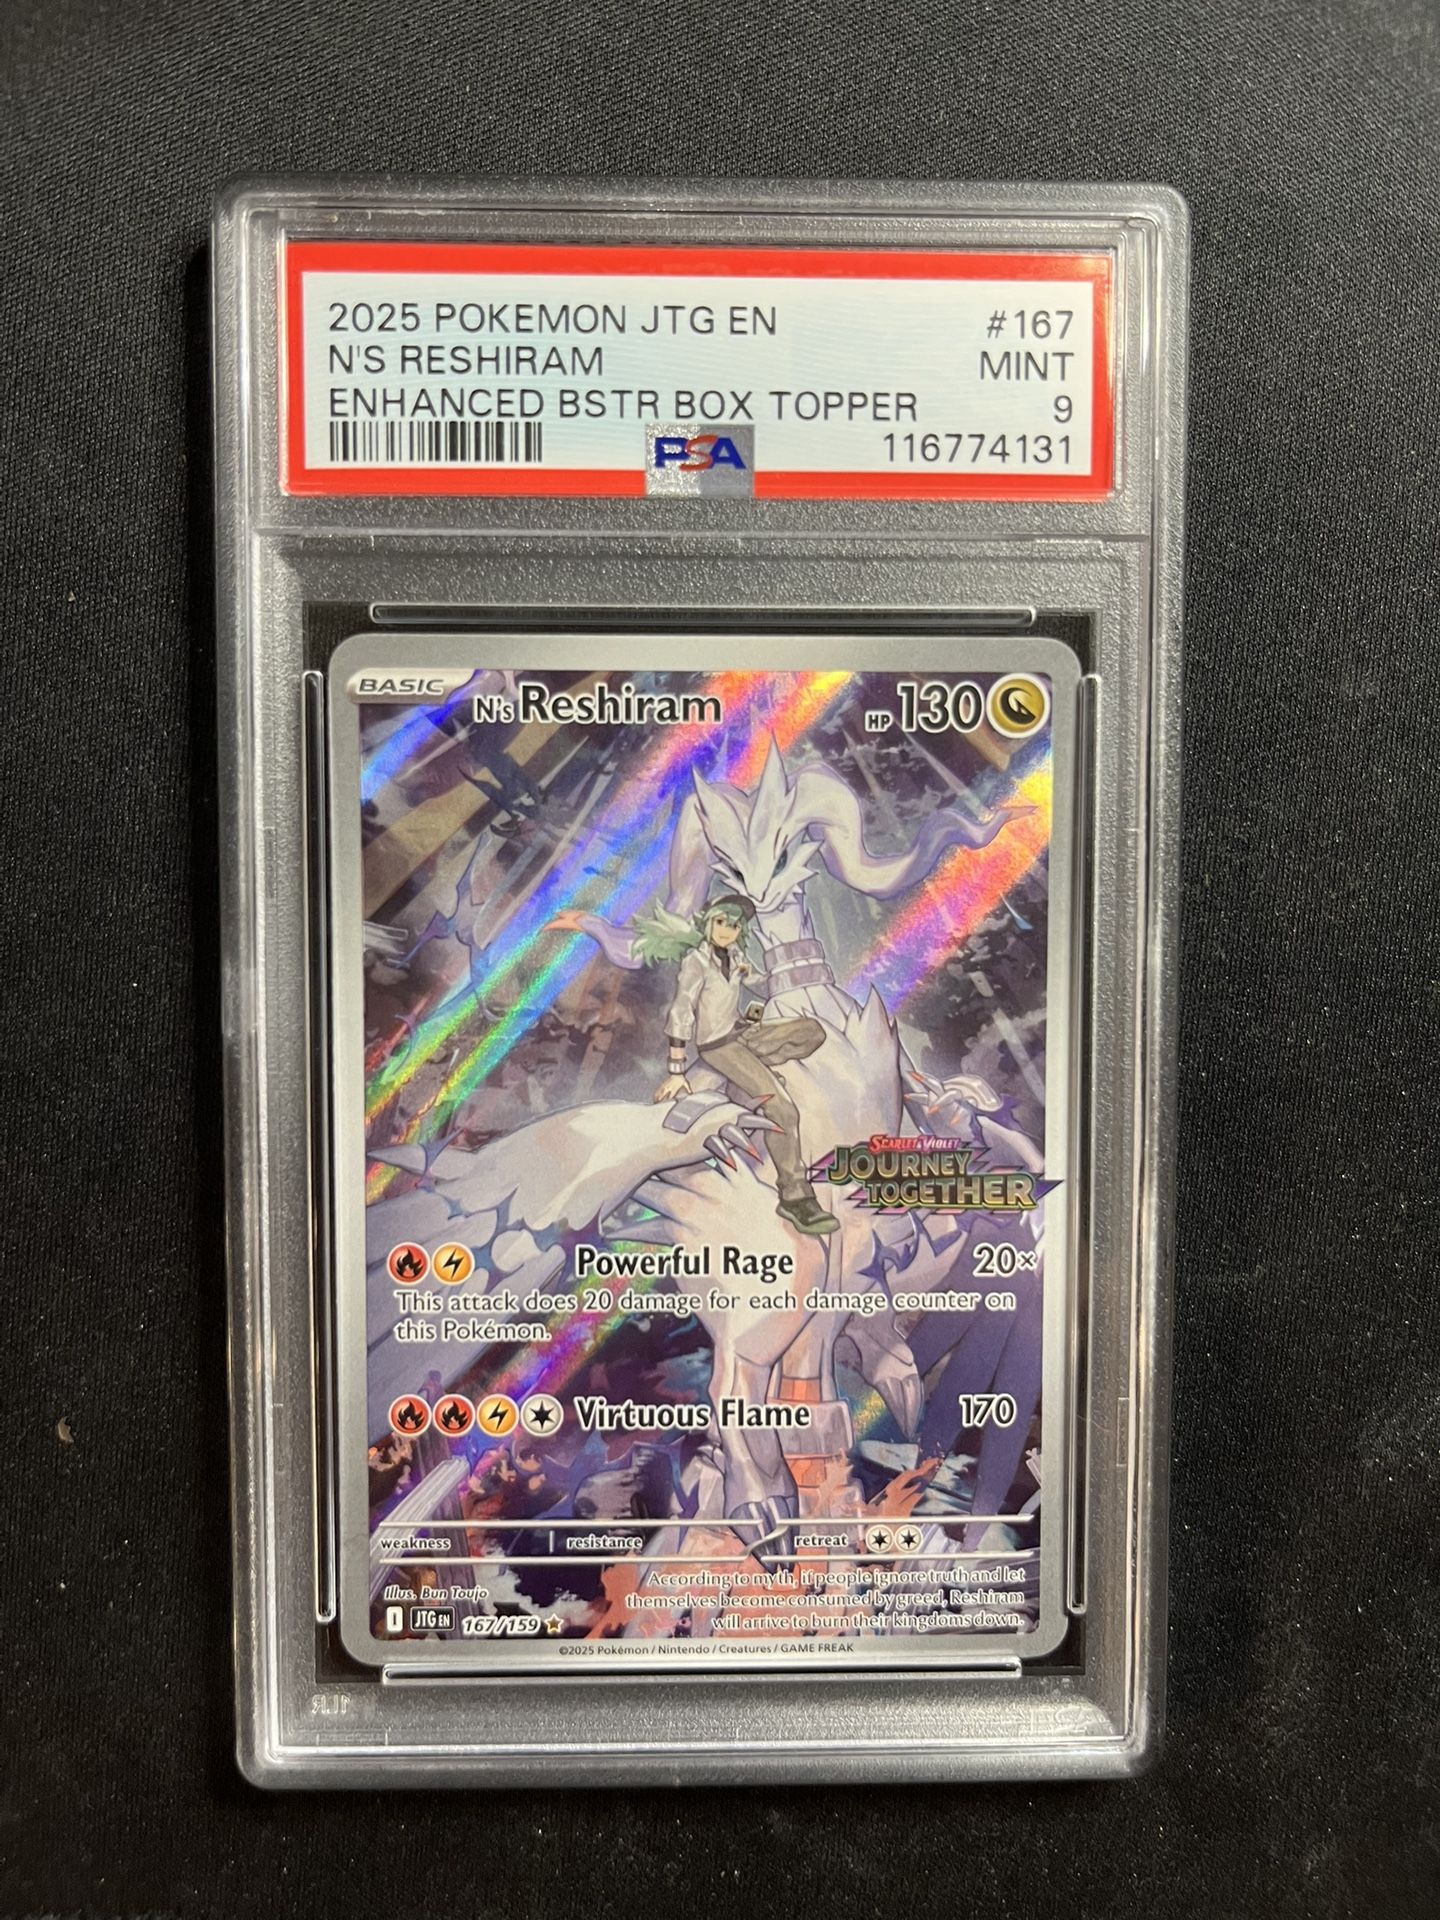 2025 POKEMON JTG EN #167
N'S RESHIRAM MINT
ENHANCED BSTR BOX TOPPER 9
PSA 116774131
BASIC N's Reshiram HP 130
SCARLET & VIOLET
JOURNEY
TOGETHER
Powerful Rage 20×
This attack does 20 damage for each damage counter on
this Pokémon.
Virtuous Flame 170
weakness resistance retreat
According to myth, if people ignore truth and let
themselves become consumed by greed, Reshiram
will arrive to burn their kingdoms down.
Illus. Bun Toujo
I JTG EN 167/159
©2025 Pokémon / Nintendo / Creatures / GAME FREAK